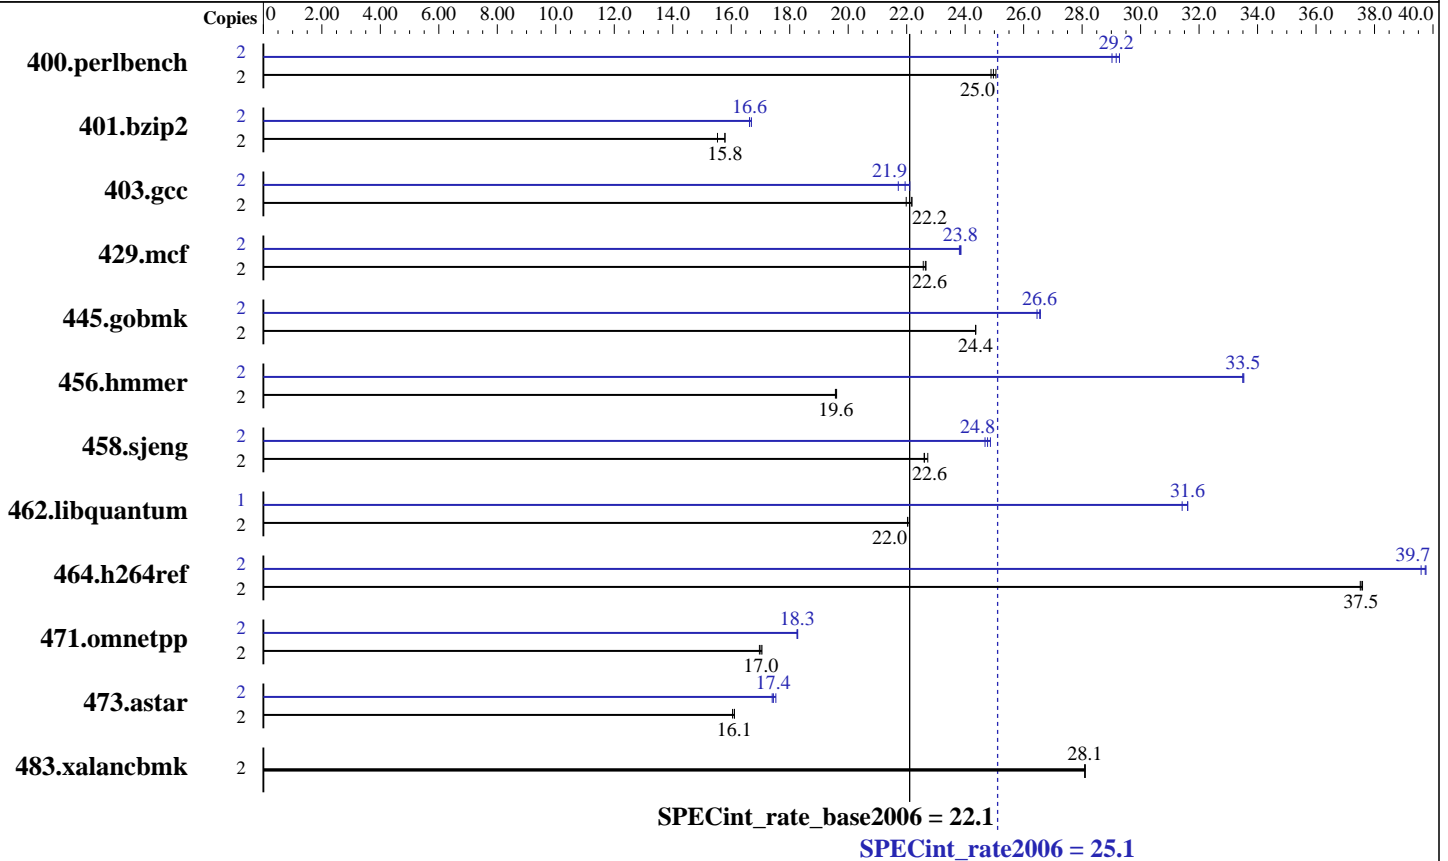 Copies 0 2.00 4.00 6.00 8.00 10.0 12.0 14.0 16.0 18.0 20.0 22.0 24.0 26.0 28.0 30.0 32.0 34.0 36.0 38.0 40.0
400.perlbench 2 29.2
2 25.0
401.bzip2 2 16.6
2 15.8
403.gcc 2 21.9
2 22.2
429.mcf 2 23.8
2 22.6
445.gobmk 2 26.6
2 24.4
456.hmmer 2 33.5
2 19.6
458.sjeng 2 24.8
2 22.6
462.libquantum 1 31.6
2 22.0
464.h264ref 2 39.7
2 37.5
471.omnetpp 2 18.3
2 17.0
473.astar 2 17.4
2 16.1
483.xalancbmk 2 28.1
SPECint_rate_base2006 = 22.1
SPECint_rate2006 = 25.1